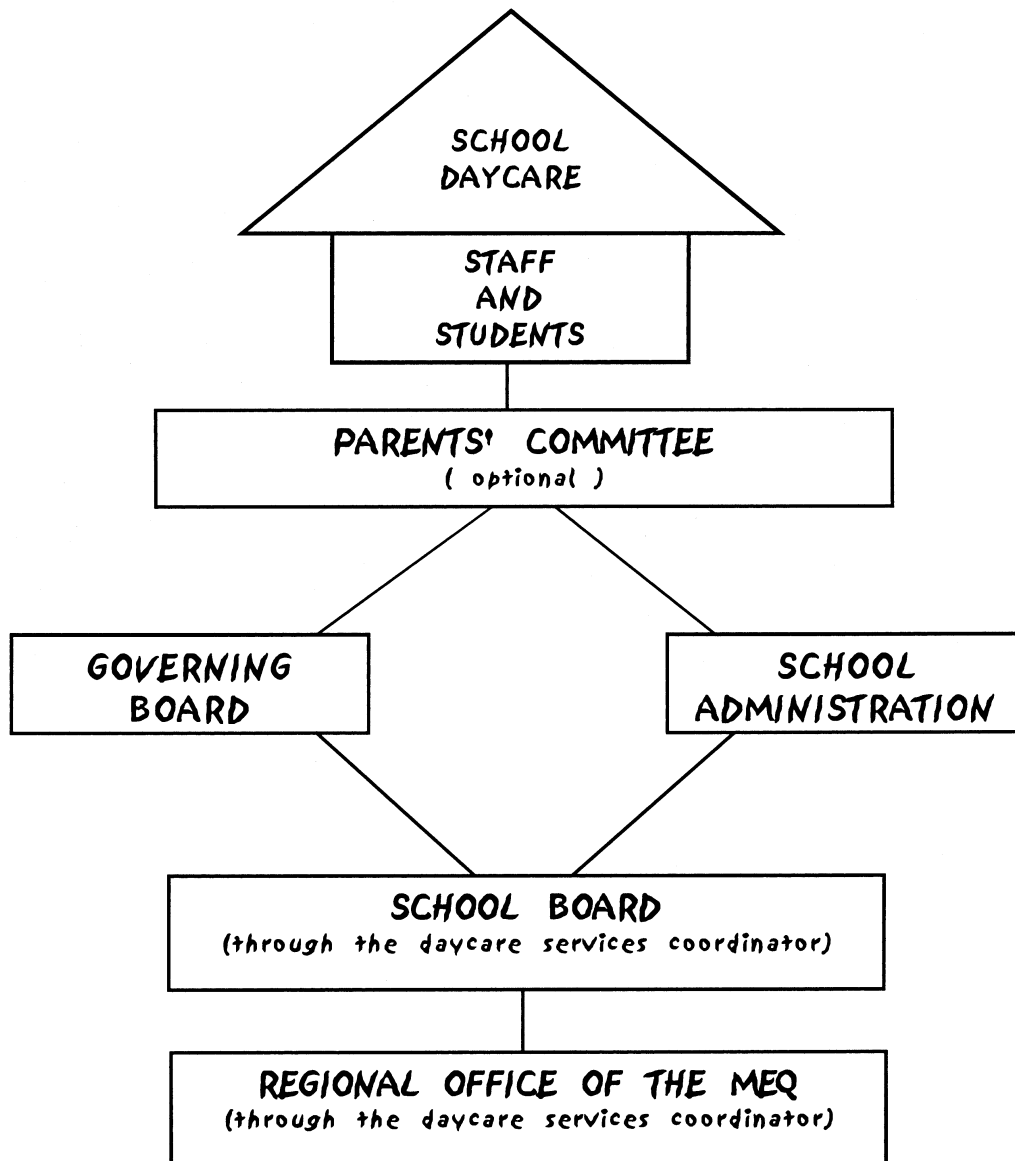 SCHOOL
DAYCARE
STAFF
AND
STUDENTS
PARENTS' COMMITTEE
( optional )
GOVERNING
BOARD
SCHOOL
ADMINISTRATION
SCHOOL BOARD
(through the daycare services coordinator)
REGIONAL OFFICE OF THE MEQ
(through the daycare services coordinator)